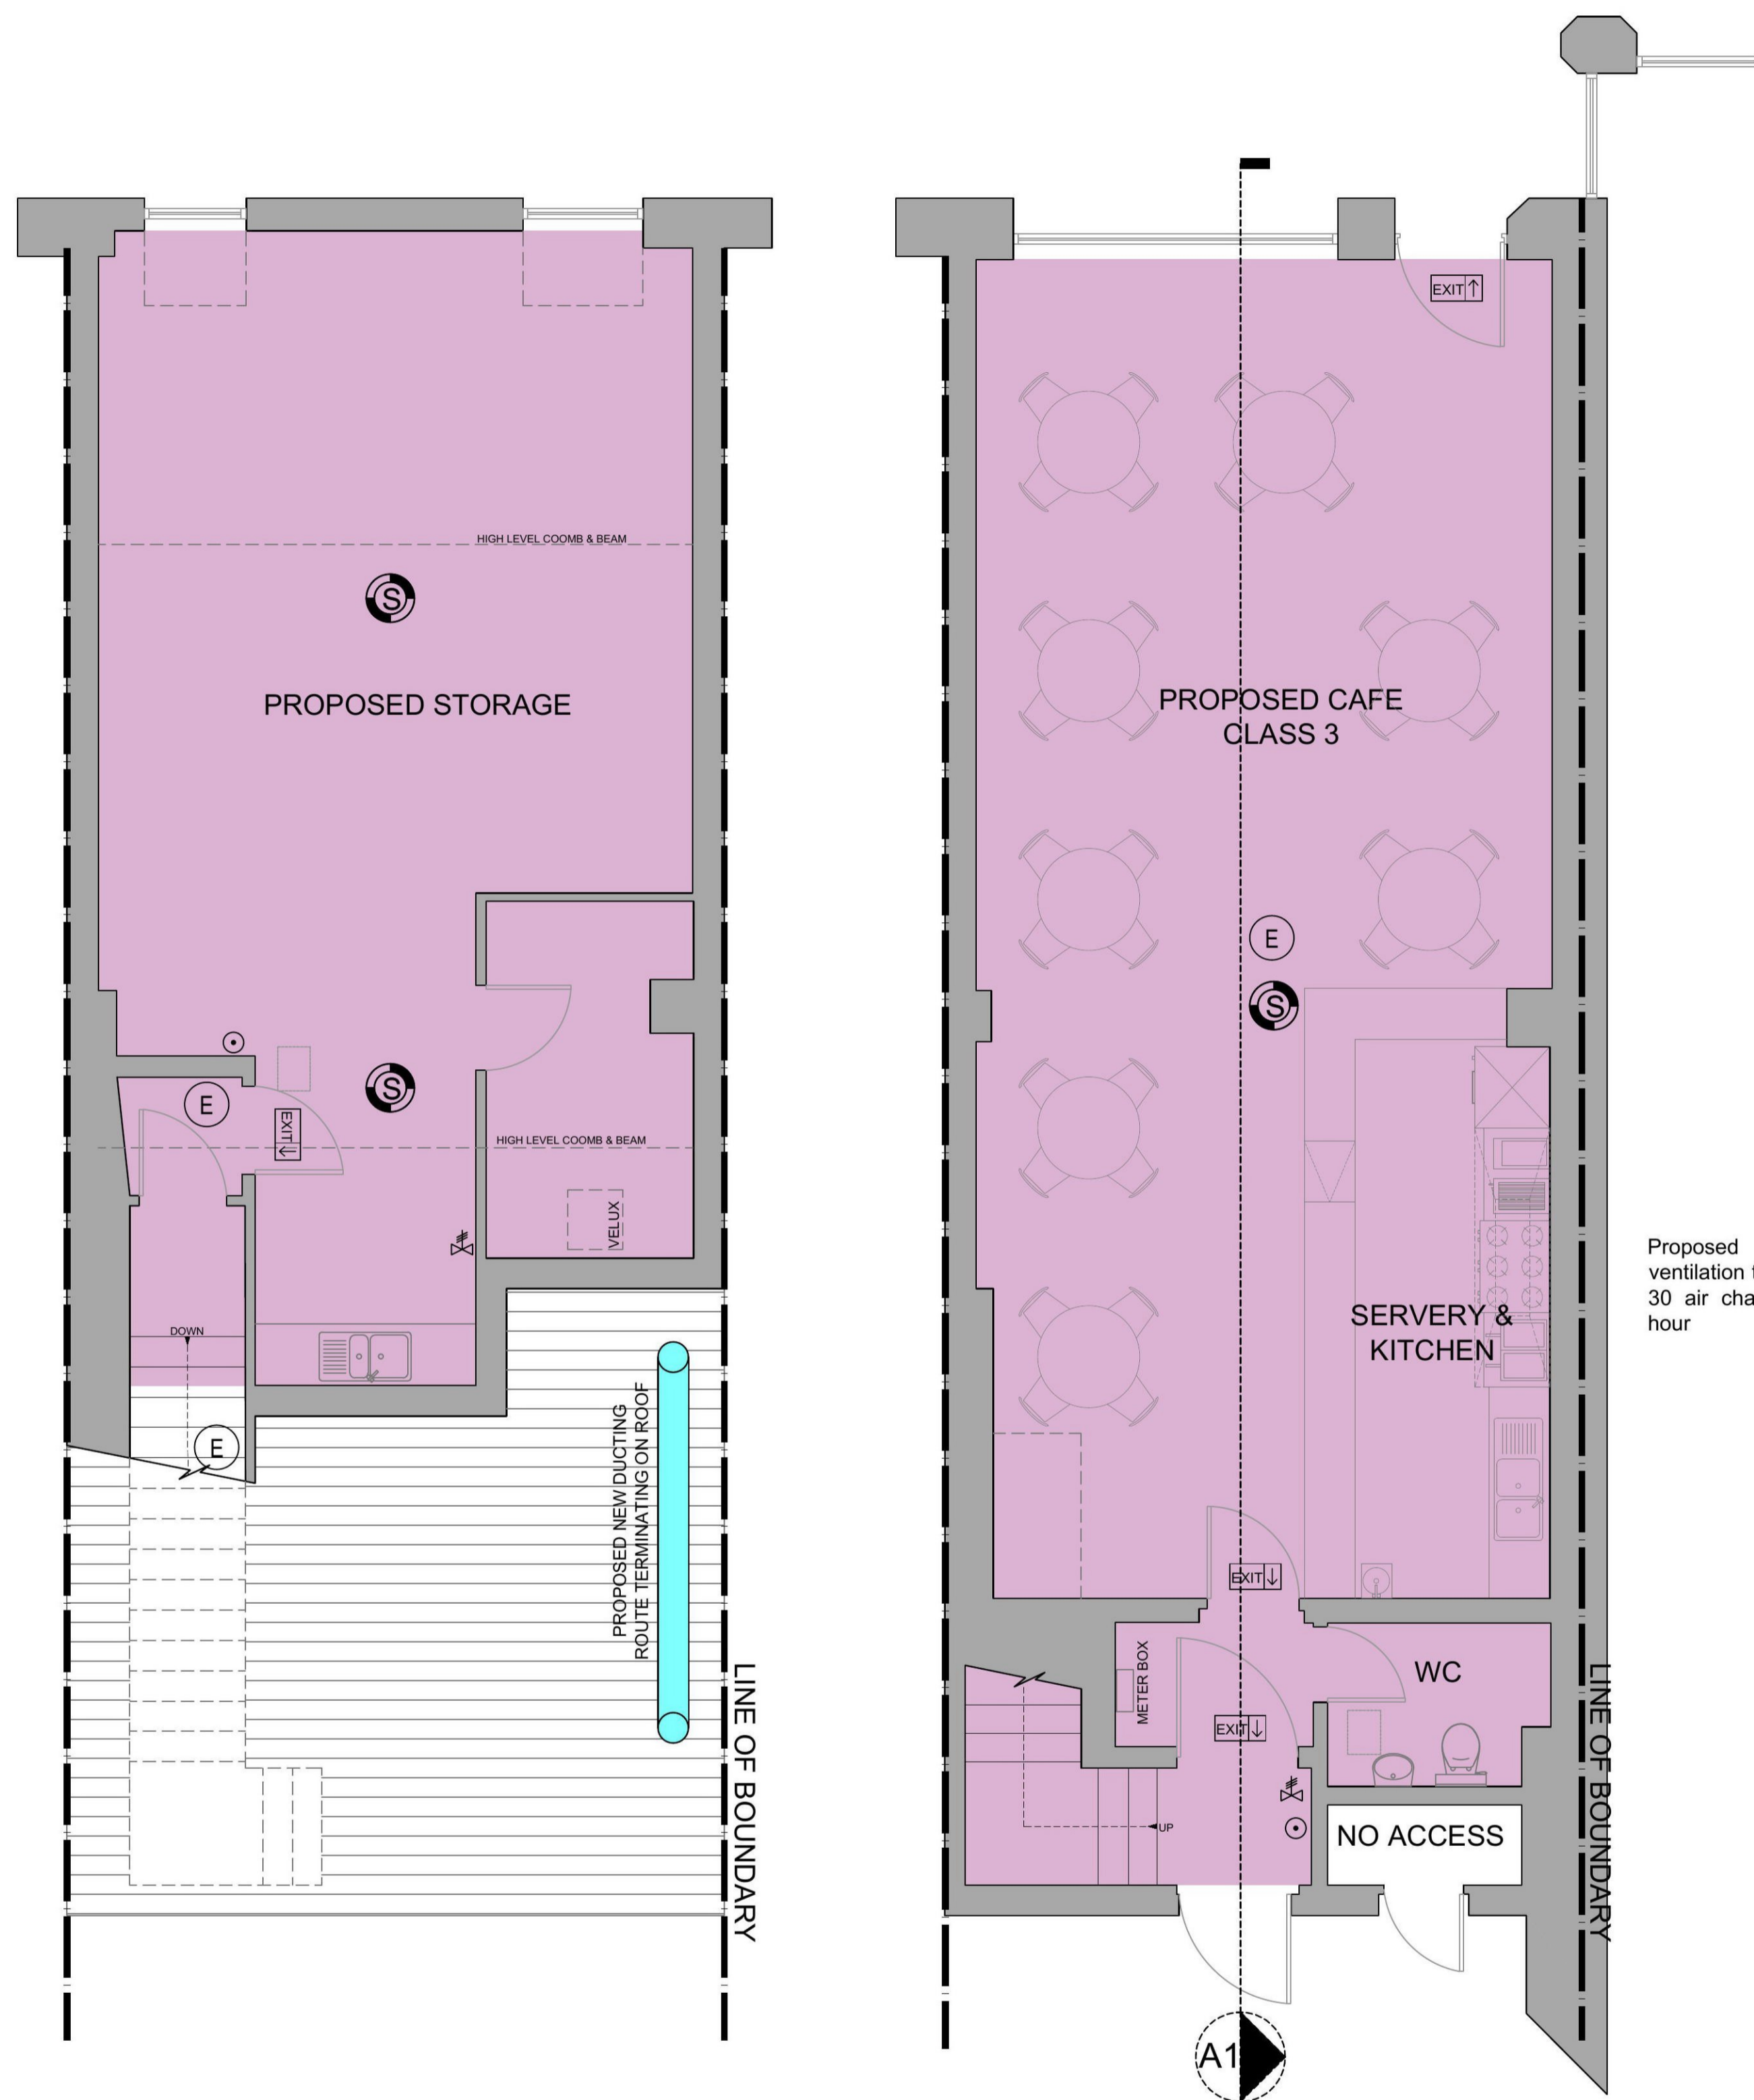 HIGH LEVEL COOMB & BEAM
S
PROPOSED STORAGE
E
S
EXIT
HIGH LEVEL COOMB & BEAM
VELUX
DOWN
E
PROPOSED NEW DUCTING
ROUTE TERMINATING ON ROOF
LINE OF BOUNDARY
EXIT
PROPOSED CAFE
CLASS 3
E
S
SERVERY &
KITCHEN
EXIT
METER BOX
WC
EXIT
UP
NO ACCESS
LINE OF BOUNDARY
A1
Proposed
ventilation
30 air
hour